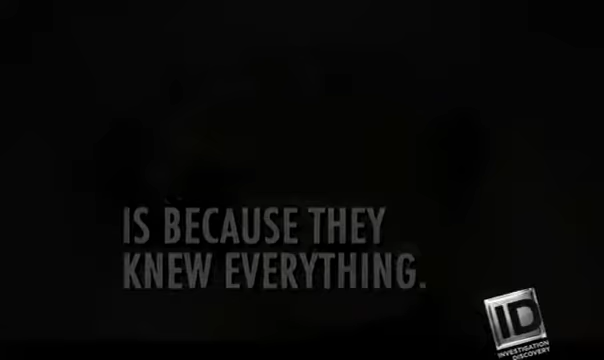 IS BECAUSE THEY
KNEW EVERYTHING.
ID
INVESTIGATION
DISCOVERY